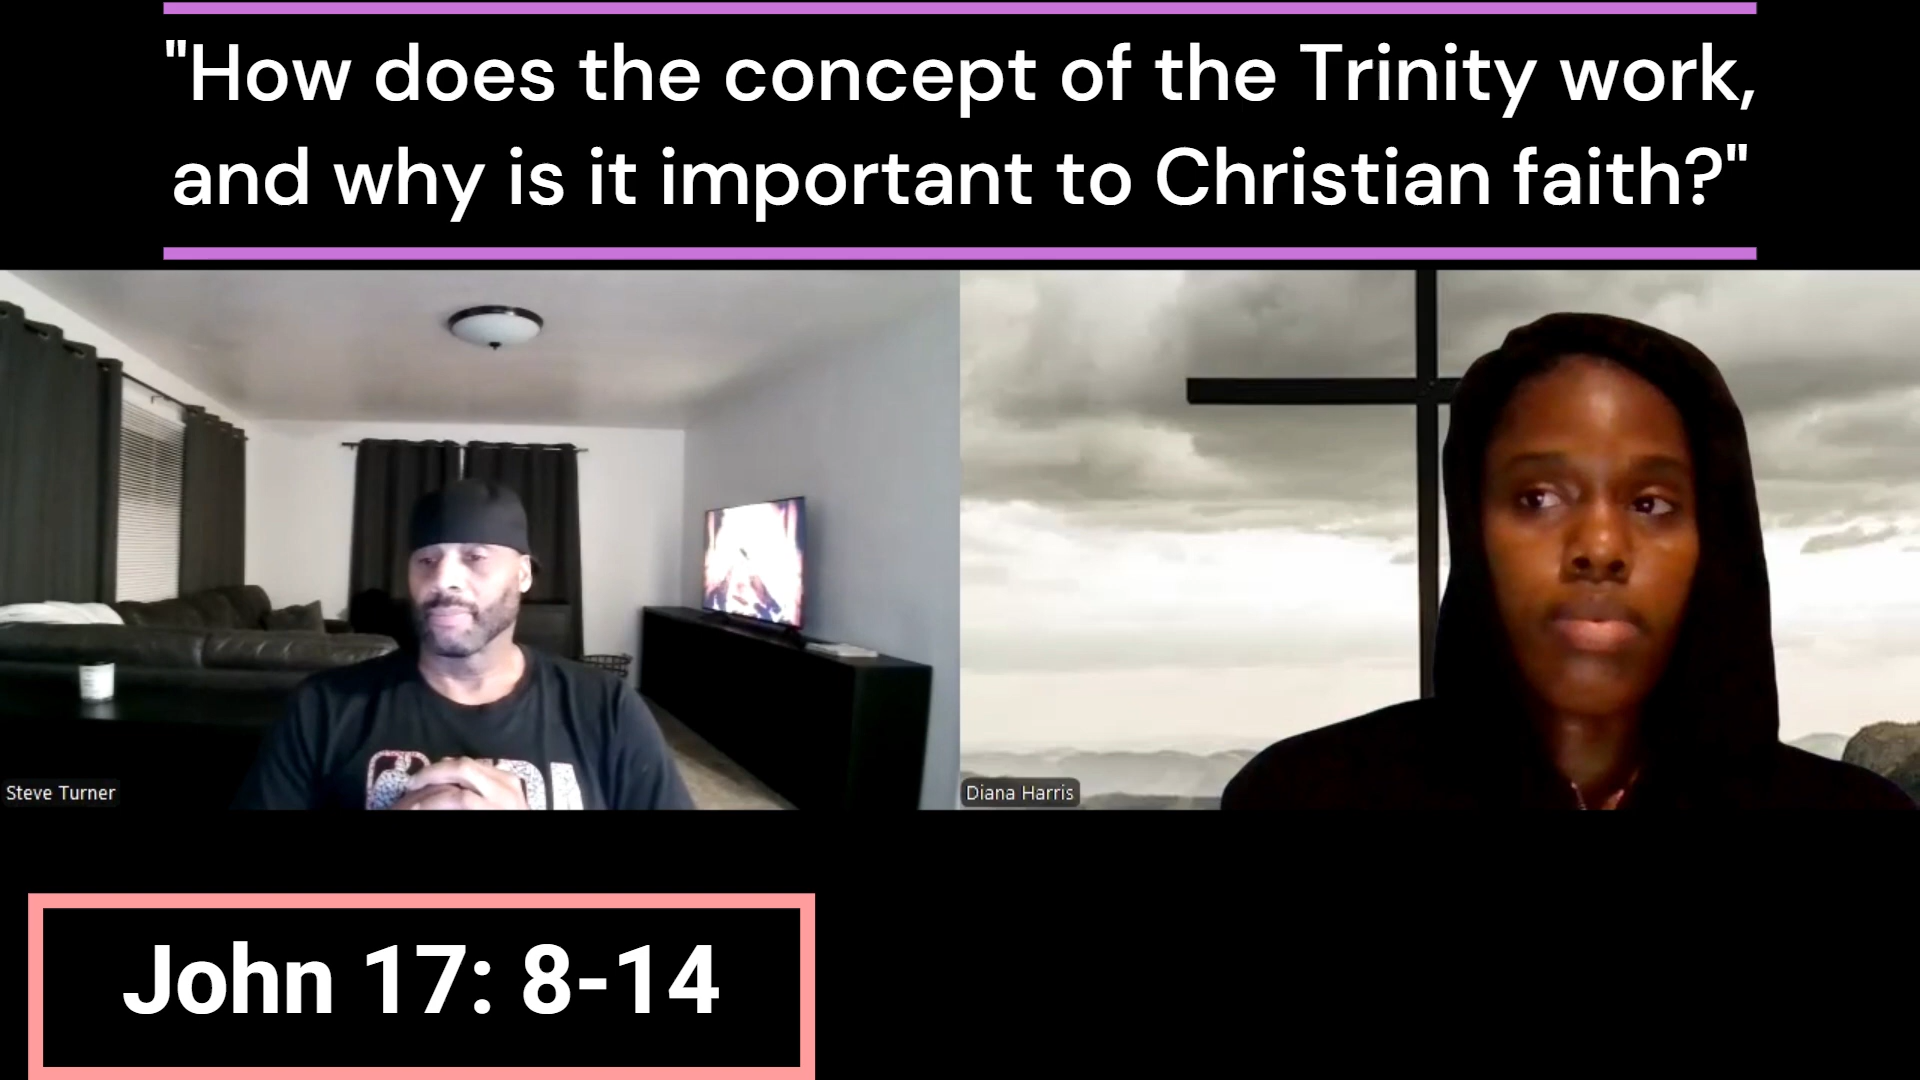 "How does the concept of the Trinity work,
and why is it important to Christian faith?"
Steve Turner
Diana Harris
John 17: 8-14